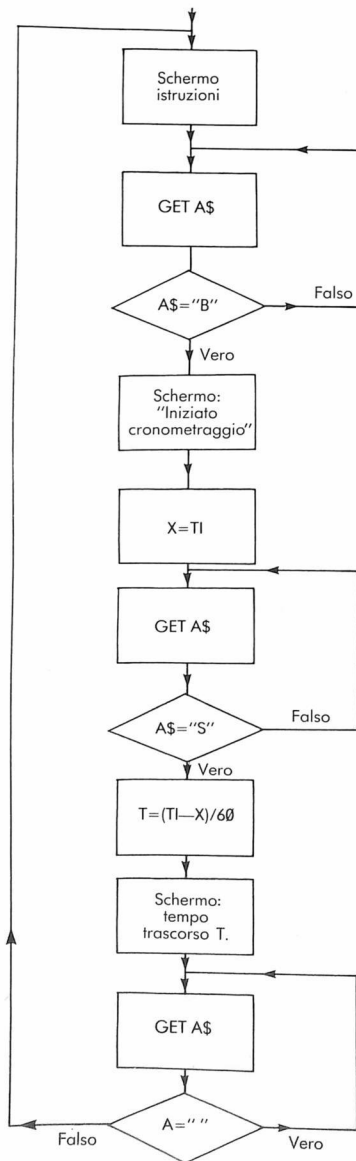 Schermo
istruzioni
GET A$
A$="B"
Falso
Vero
Schermo:
"Iniziato
cronometraggio"
X=TI
GET A$
A$="S"
Falso
Vero
T=(TI—X)/60
Schermo:
tempo
trascorso T.
GET A$
A=" "
Falso
Vero